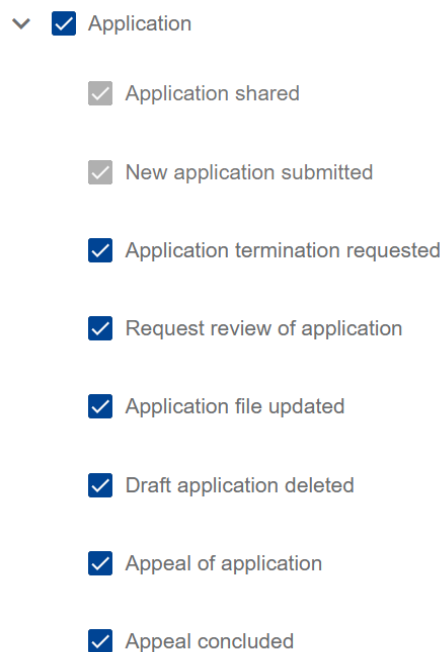 Application
Application shared
New application submitted
Application termination requested
Request review of application
Application file updated
Draft application deleted
Appeal of application
Appeal concluded